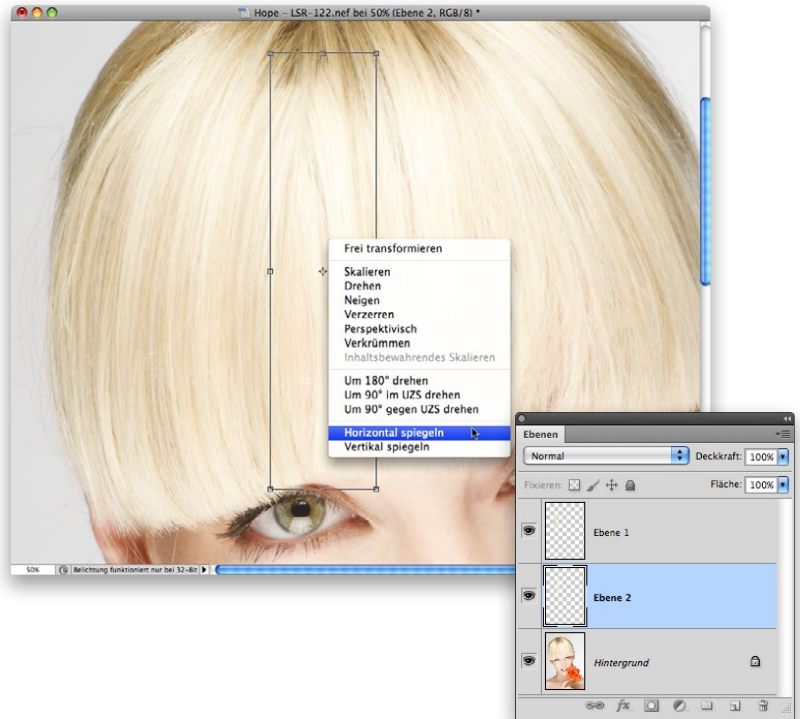 Hope - LSR-122.nef bei 50% (Ebene 2, RGB/8) *
Frei transformieren
Skalieren
Drehen
Neigen
Verzerren
Perspektivisch
Verkrümmen
Inhaltsbewahrendes Skalieren
Um 180° drehen
Um 90° im UZS drehen
Um 90° gegen UZS drehen
Horizontal spiegeln
Vertikal spiegeln
50% Belichtung funktioniert nur bei 32-Bit
Ebenen
Normal Deckkraft: 100%
Fixieren: Fläche: 100%
Ebene 1
Ebene 2
Hintergrund
fx